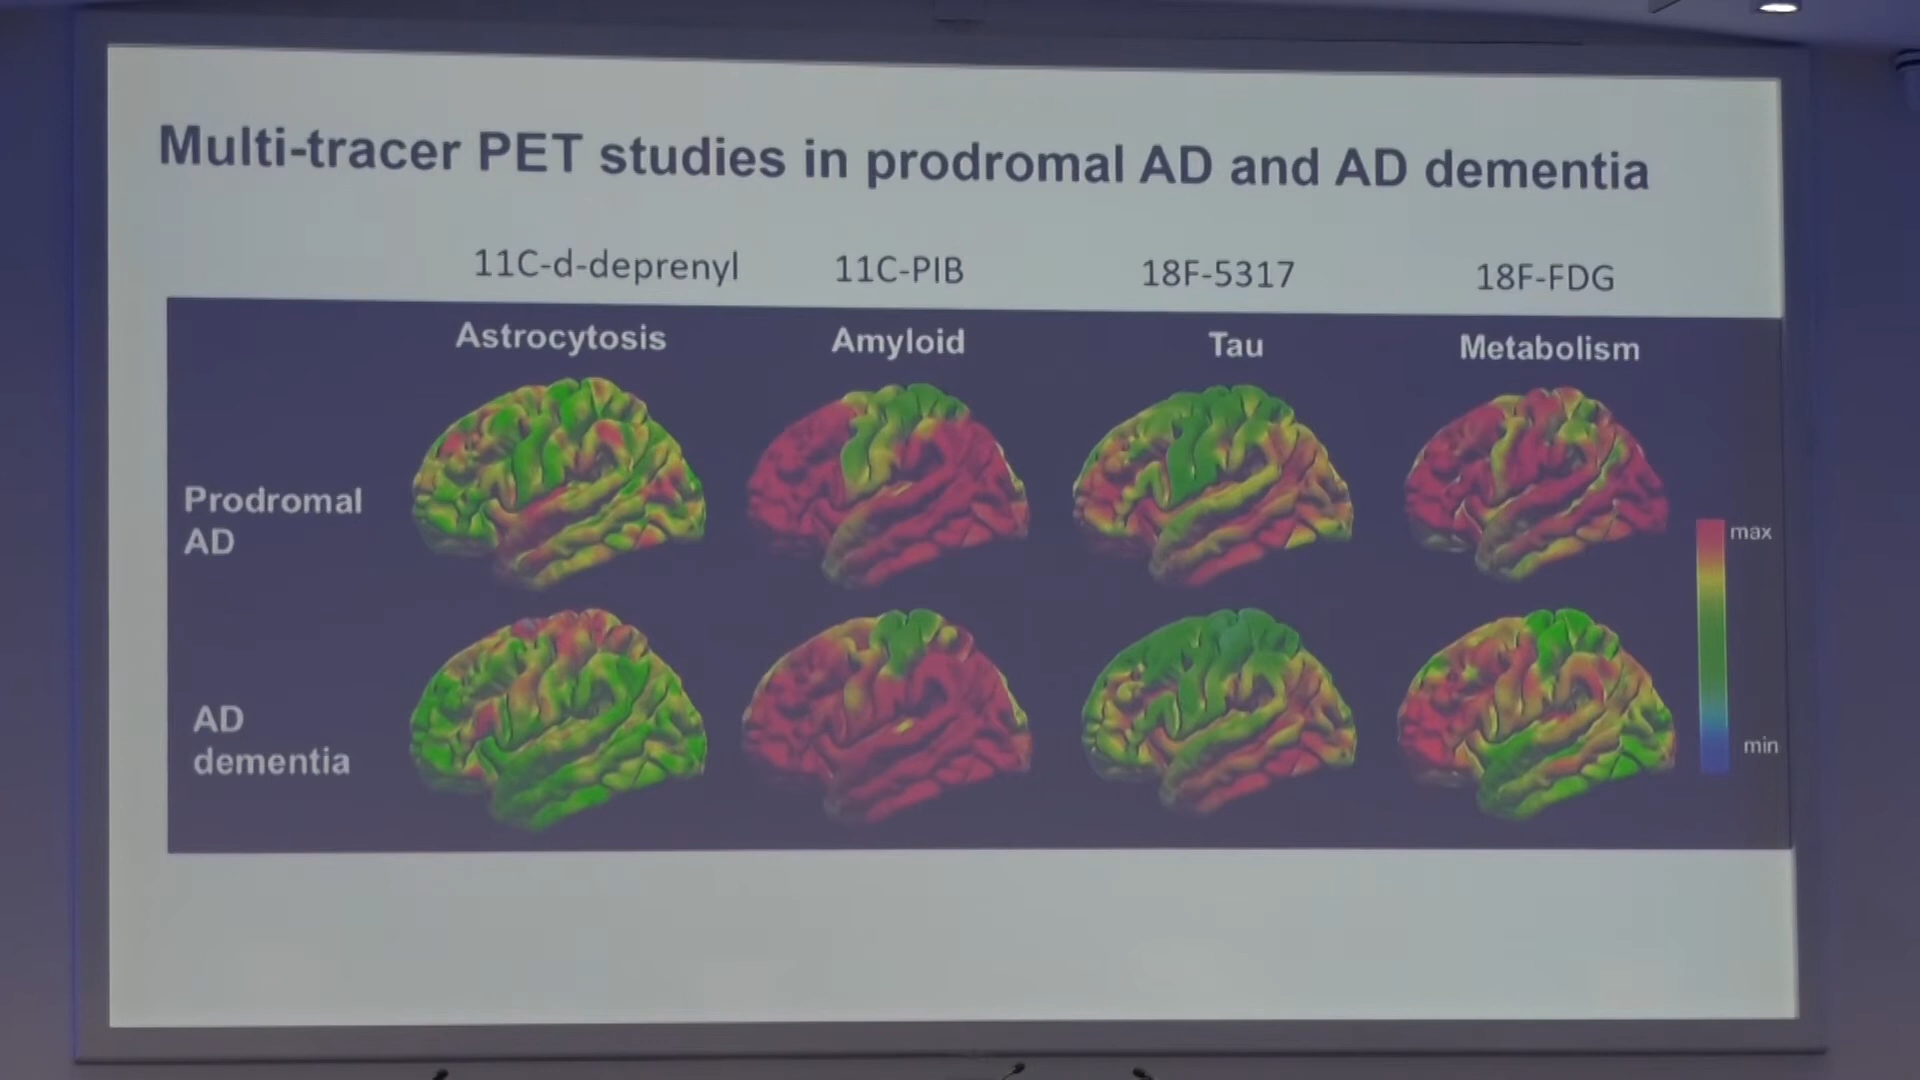 Multi-tracer PET studies in prodromal AD and AD dementia
11C-d-deprenyl
11C-PIB
18F-5317
18F-FDG
Astrocytosis
Amyloid
Tau
Metabolism
Prodromal
AD
max
AD
dementia
min